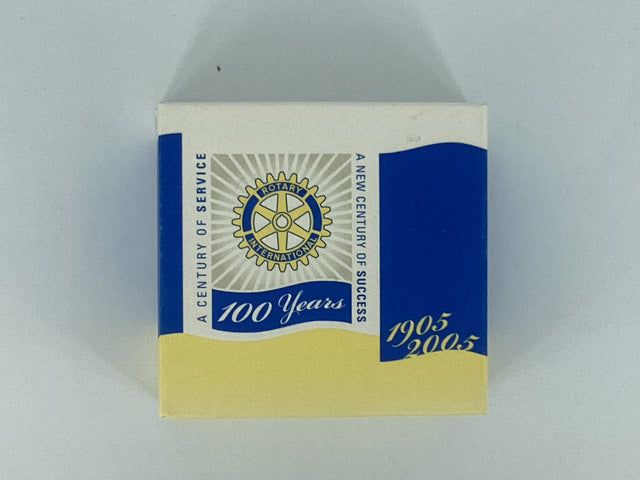 A CENTURY OF SERVICE
ROTARY
INTERNATIONAL
100 Years
A NEW CENTURY OF SUCCESS
1905
2005